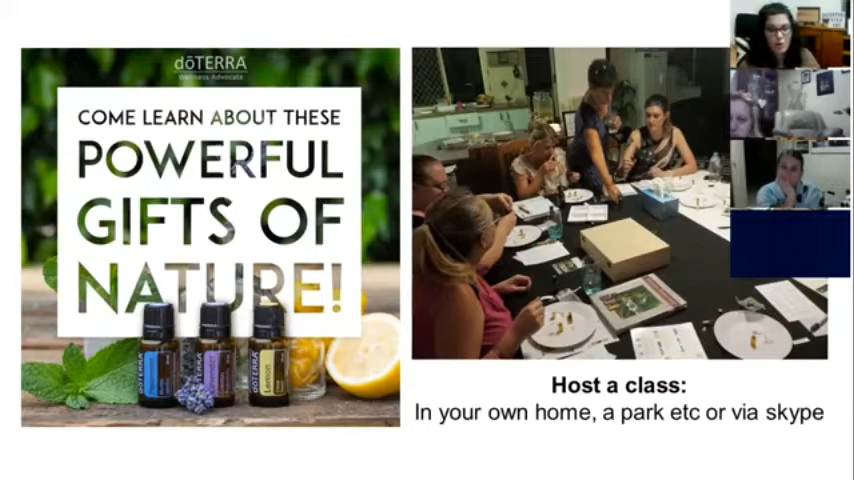 dōTERRA
Wellness Advocate
COME LEARN ABOUT THESE
POWERFUL
GIFTS OF
NATURE!
dōTERRA
Lemon
Host a class:
In your own home, a park etc or via skype